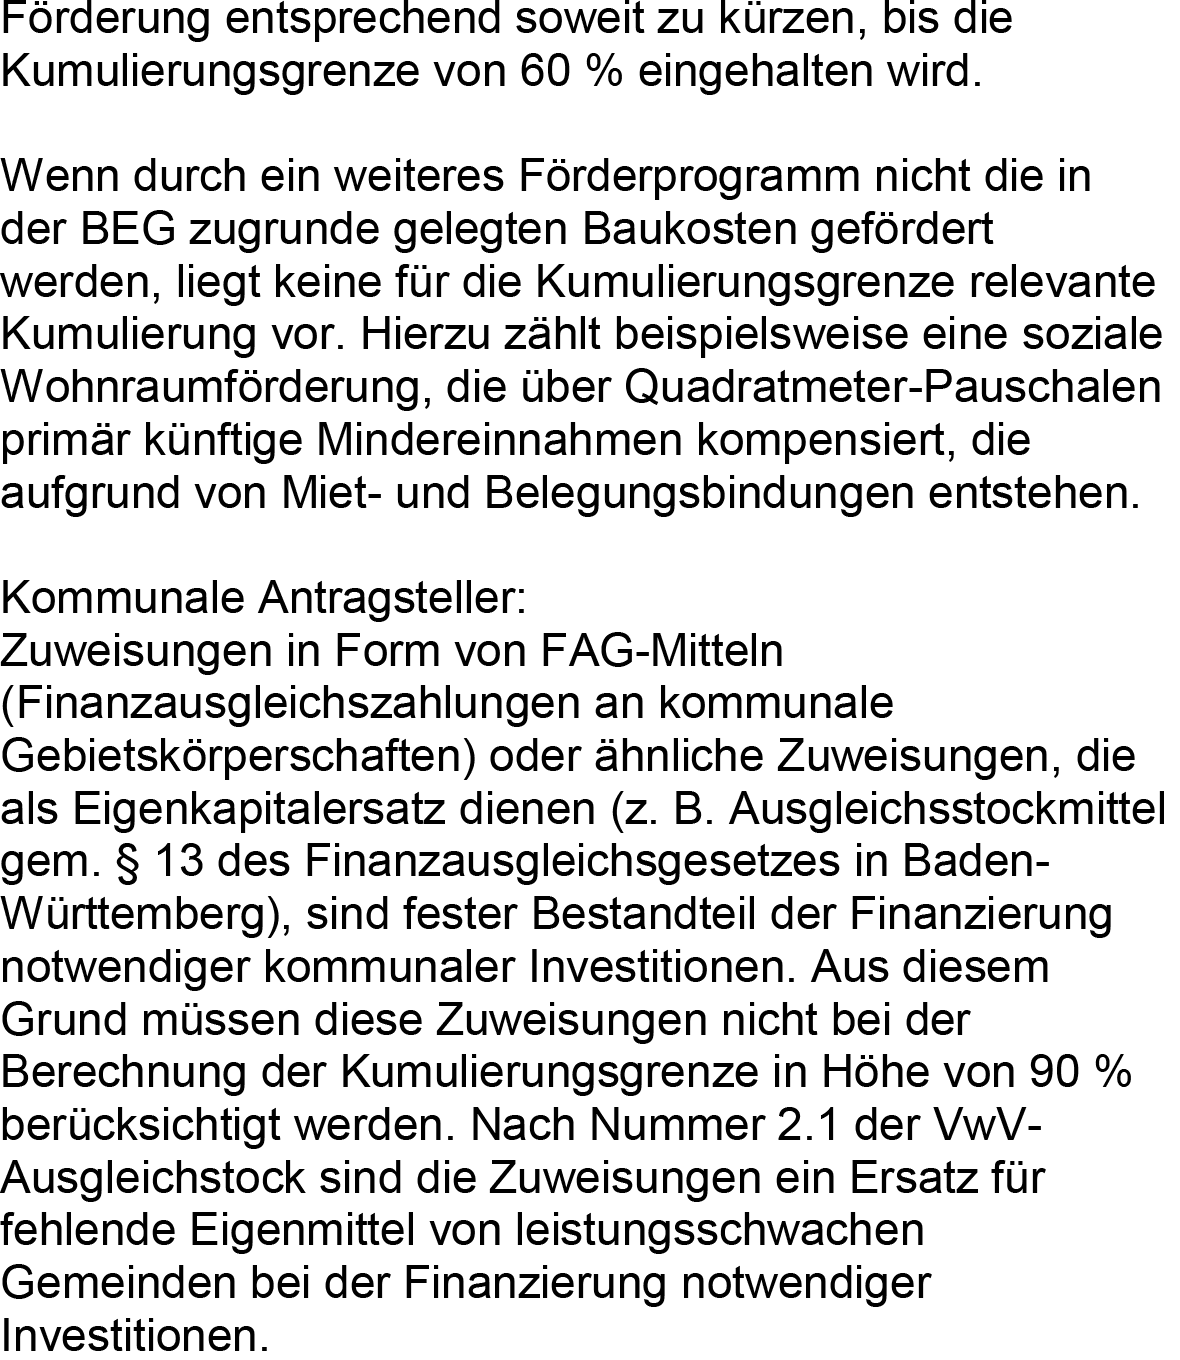 Förderung entsprechend soweit zu kürzen, bis die
Kumulierungsgrenze von 60 % eingehalten wird.

Wenn durch ein weiteres Förderprogramm nicht die in
der BEG zugrunde gelegten Baukosten gefördert
werden, liegt keine für die Kumulierungsgrenze relevante
Kumulierung vor. Hierzu zählt beispielsweise eine soziale
Wohnraumförderung, die über Quadratmeter-Pauschalen
primär künftige Mindereinnahmen kompensiert, die
aufgrund von Miet- und Belegungsbindungen entstehen.

Kommunale Antragsteller:
Zuweisungen in Form von FAG-Mitteln
(Finanzausgleichszahlungen an kommunale
Gebietskörperschaften) oder ähnliche Zuweisungen, die
als Eigenkapitalersatz dienen (z. B. Ausgleichsstockmittel
gem. § 13 des Finanzausgleichsgesetzes in Baden-
Württemberg), sind fester Bestandteil der Finanzierung
notwendiger kommunaler Investitionen. Aus diesem
Grund müssen diese Zuweisungen nicht bei der
Berechnung der Kumulierungsgrenze in Höhe von 90 %
berücksichtigt werden. Nach Nummer 2.1 der VwV-
Ausgleichstock sind die Zuweisungen ein Ersatz für
fehlende Eigenmittel von leistungsschwachen
Gemeinden bei der Finanzierung notwendiger
Investitionen.